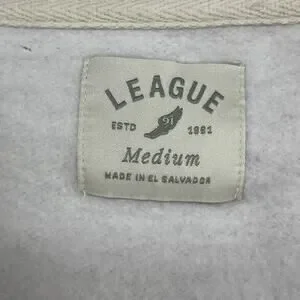 LEAGUE
ESTD 91 1991
Medium
MADE IN EL SALVADOR